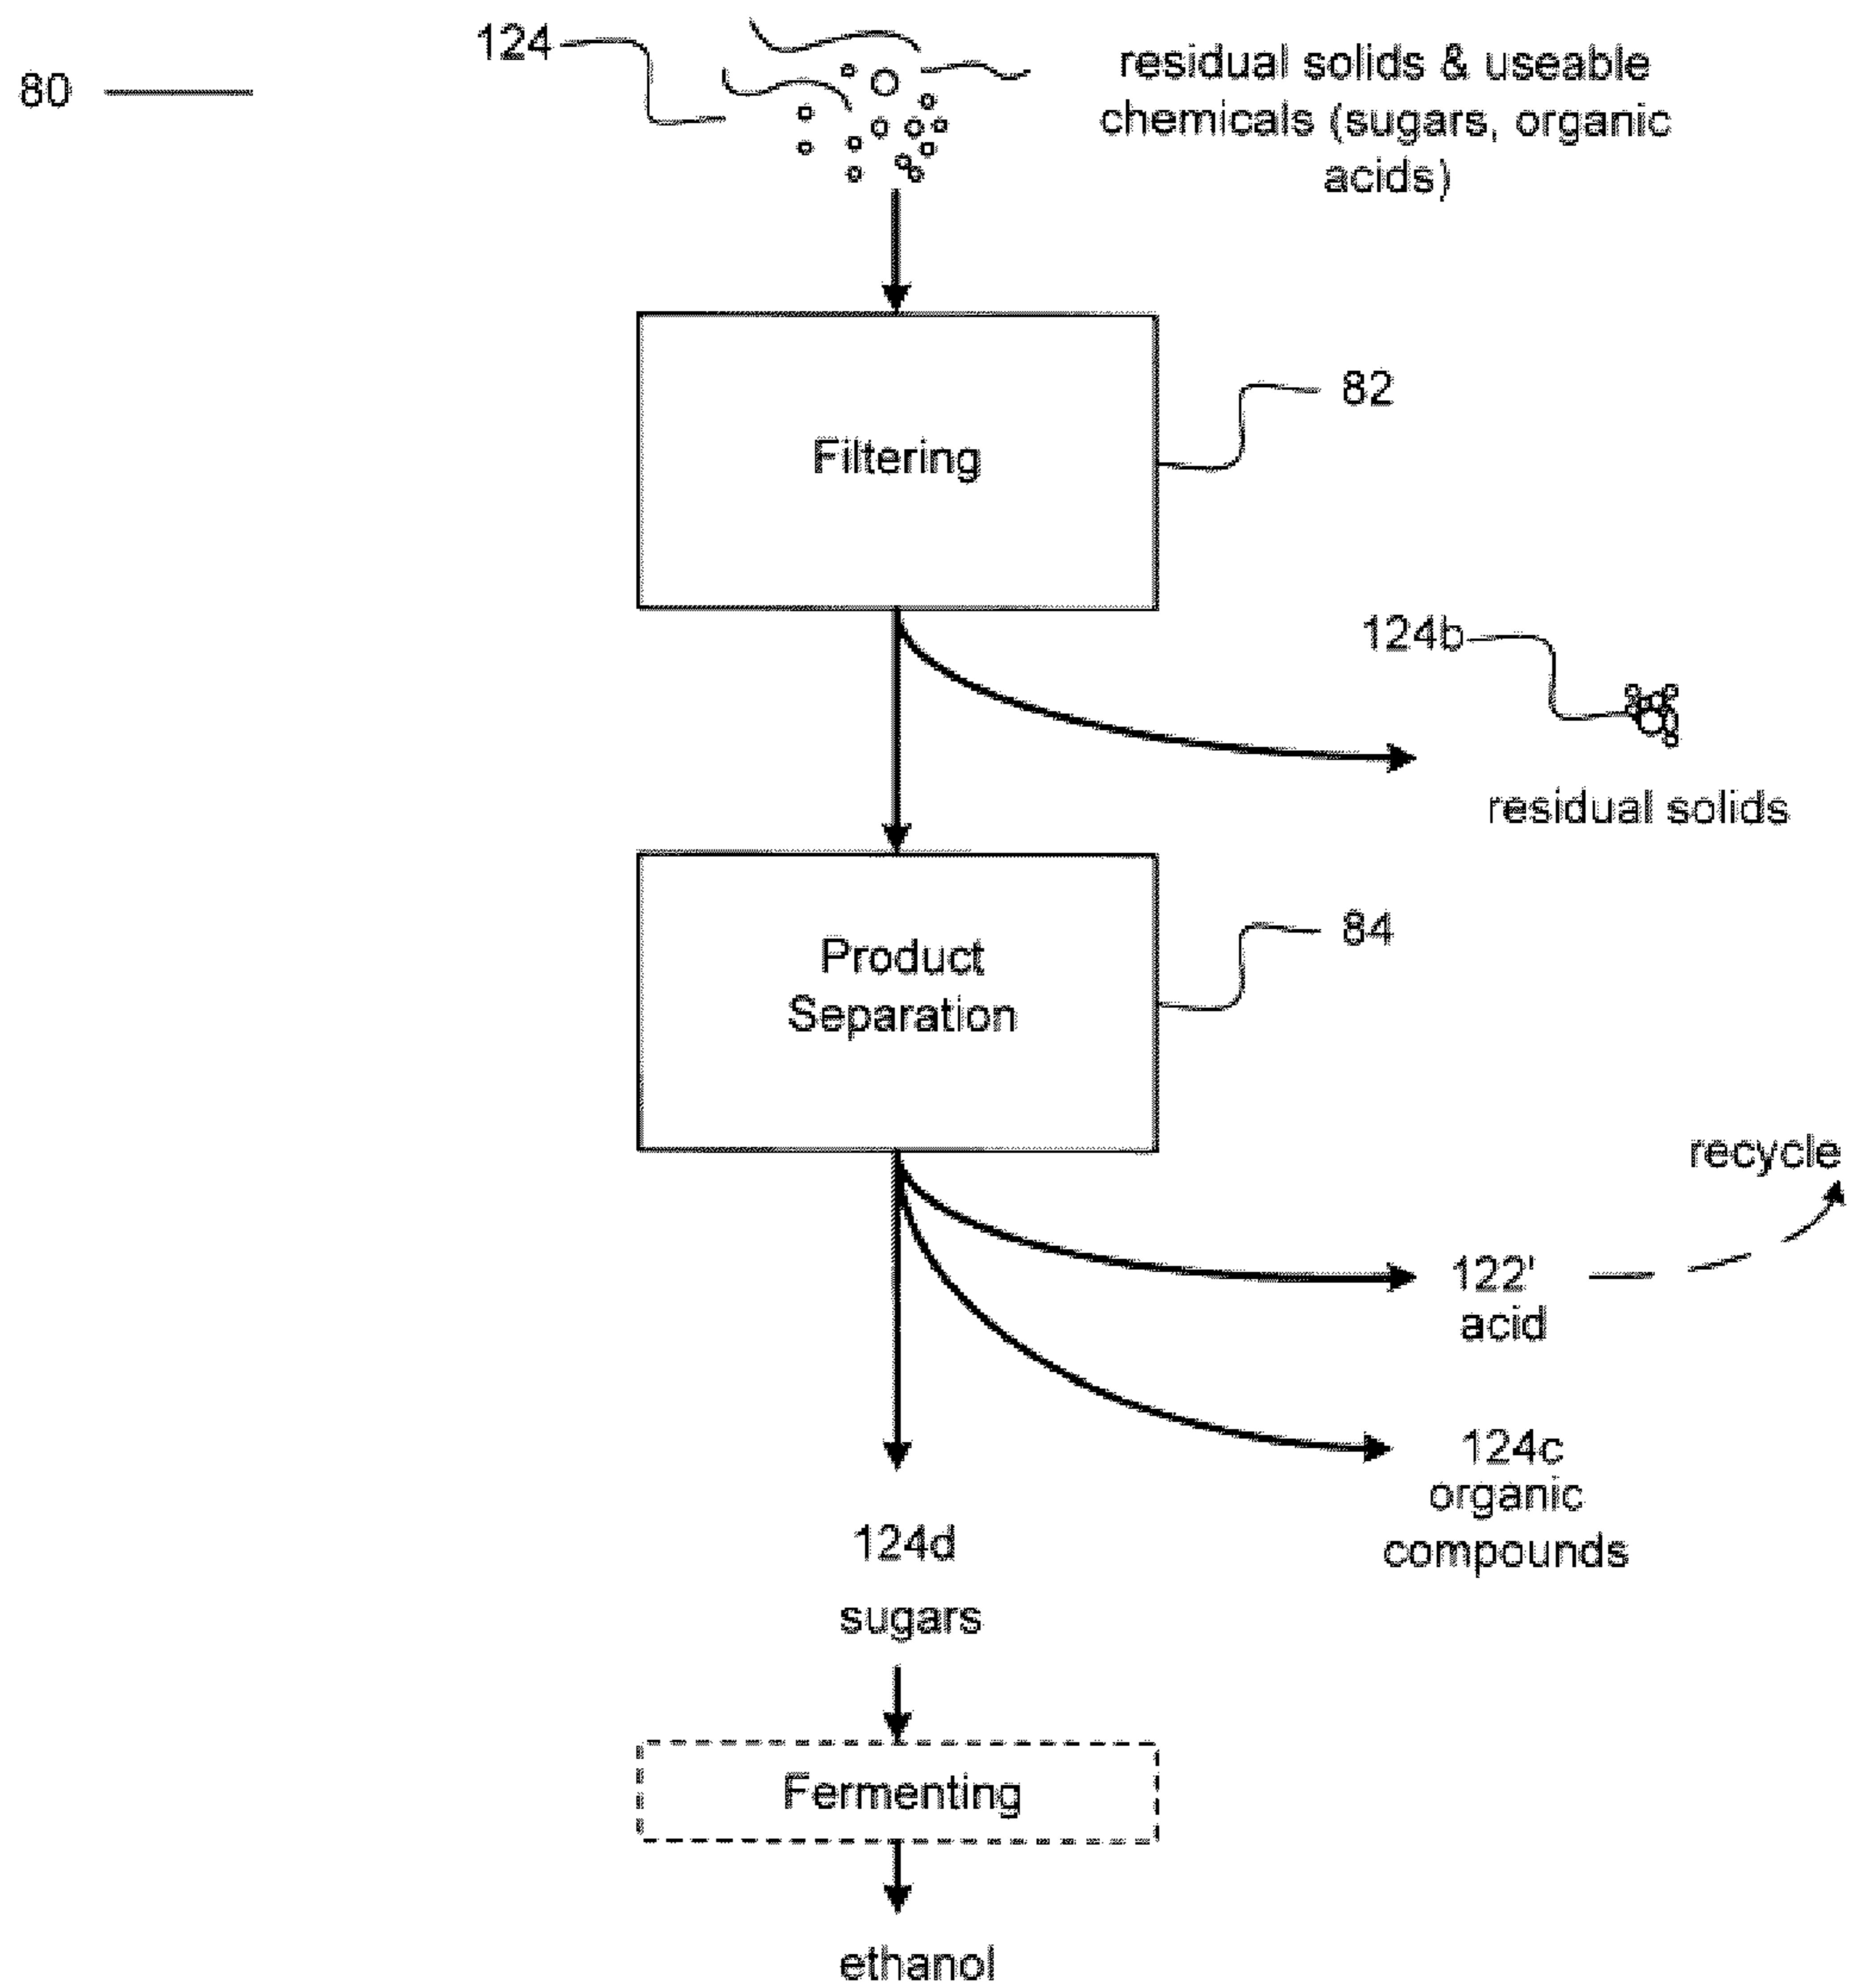 80
124
residual solids & useable
chemicals (sugars, organic
acids)
Filtering
82
124b
residual solids
Product
Separation
84
recycle
122'
acid
124c
organic
compounds
124d
sugars
Fermenting
ethanol